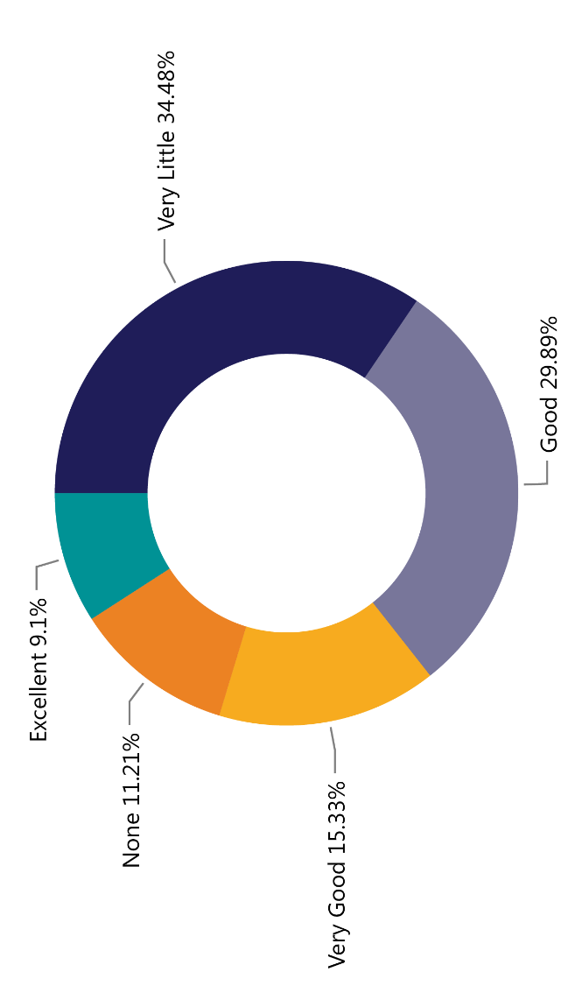 Very Little 34.48%
Good 29.89%
Very Good 15.33%
None 11.21%
Excellent 9.1%